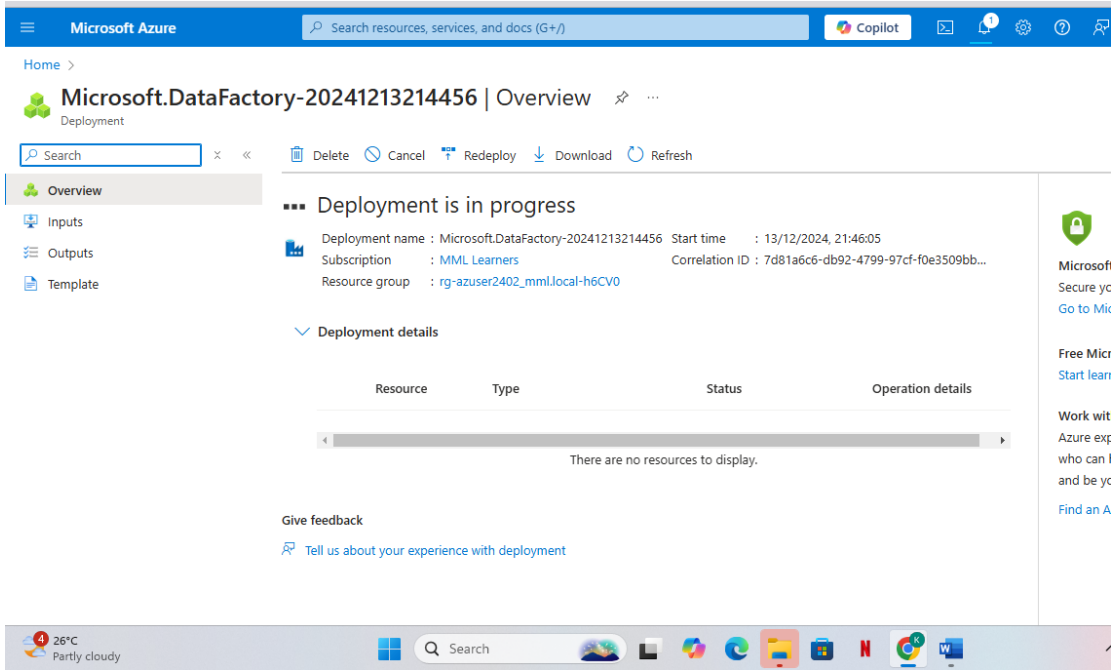 Microsoft Azure
Search resources, services, and docs (G+/)
Copilot
1
Home >
Microsoft.DataFactory-20241213214456 | Overview
Deployment
Search
Delete
Cancel
Redeploy
Download
Refresh
Overview
Inputs
Outputs
Template
Deployment is in progress
Deployment name : Microsoft.DataFactory-20241213214456
Start time : 13/12/2024, 21:46:05
Subscription : MML Learners
Correlation ID : 7d81a6c6-db92-4799-97cf-f0e3509bb...
Resource group : rg-azuser2402_mml.local-h6CV0
Deployment details
Resource Type Status Operation details
There are no resources to display.
Give feedback
Tell us about your experience with deployment
Microsoft
Secure yo
Go to Mic
Free Micr
Start learn
Work wit
Azure exp
who can
and be yo
Find an A
4
26°C
Partly cloudy
Search
N
K
W